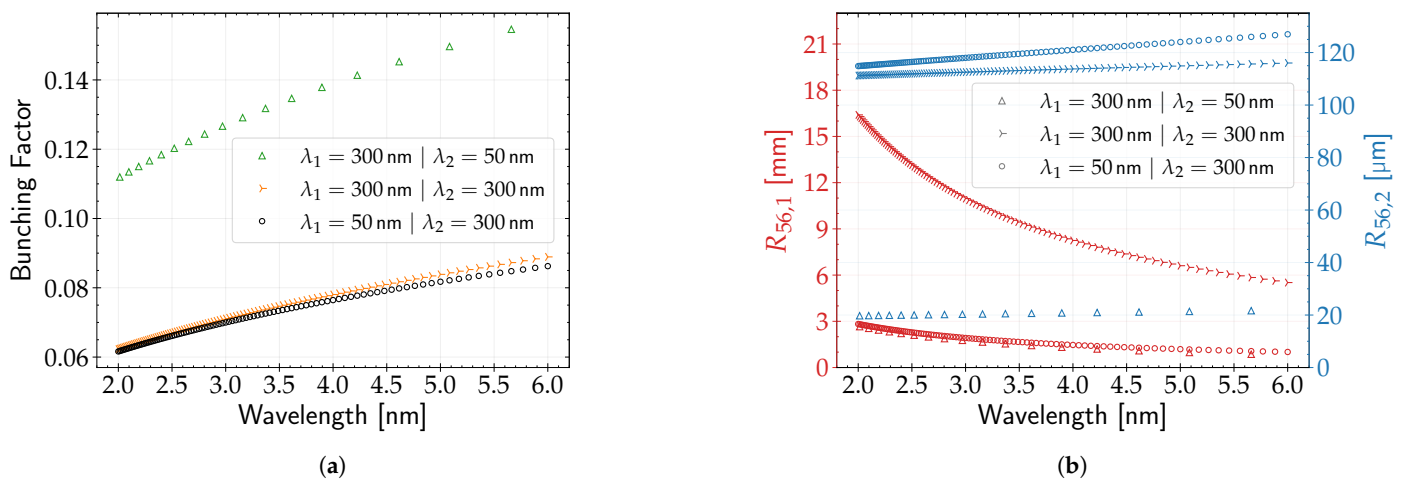 0.14
0.12
0.10
0.08
0.06
Bunching Factor
λ₁ = 300 nm | λ₂ = 50 nm
λ₁ = 300 nm | λ₂ = 300 nm
λ₁ = 50 nm | λ₂ = 300 nm
2.0 2.5 3.0 3.5 4.0 4.5 5.0 5.5 6.0
Wavelength [nm]
(a)
21
18
15
12
9
6
3
0
R₅₆,₁ [mm]
λ₁ = 300 nm | λ₂ = 50 nm
λ₁ = 300 nm | λ₂ = 300 nm
λ₁ = 50 nm | λ₂ = 300 nm
120
100
80
60
40
20
0
R₅₆,₂ [µm]
2.0 2.5 3.0 3.5 4.0 4.5 5.0 5.5 6.0
Wavelength [nm]
(b)